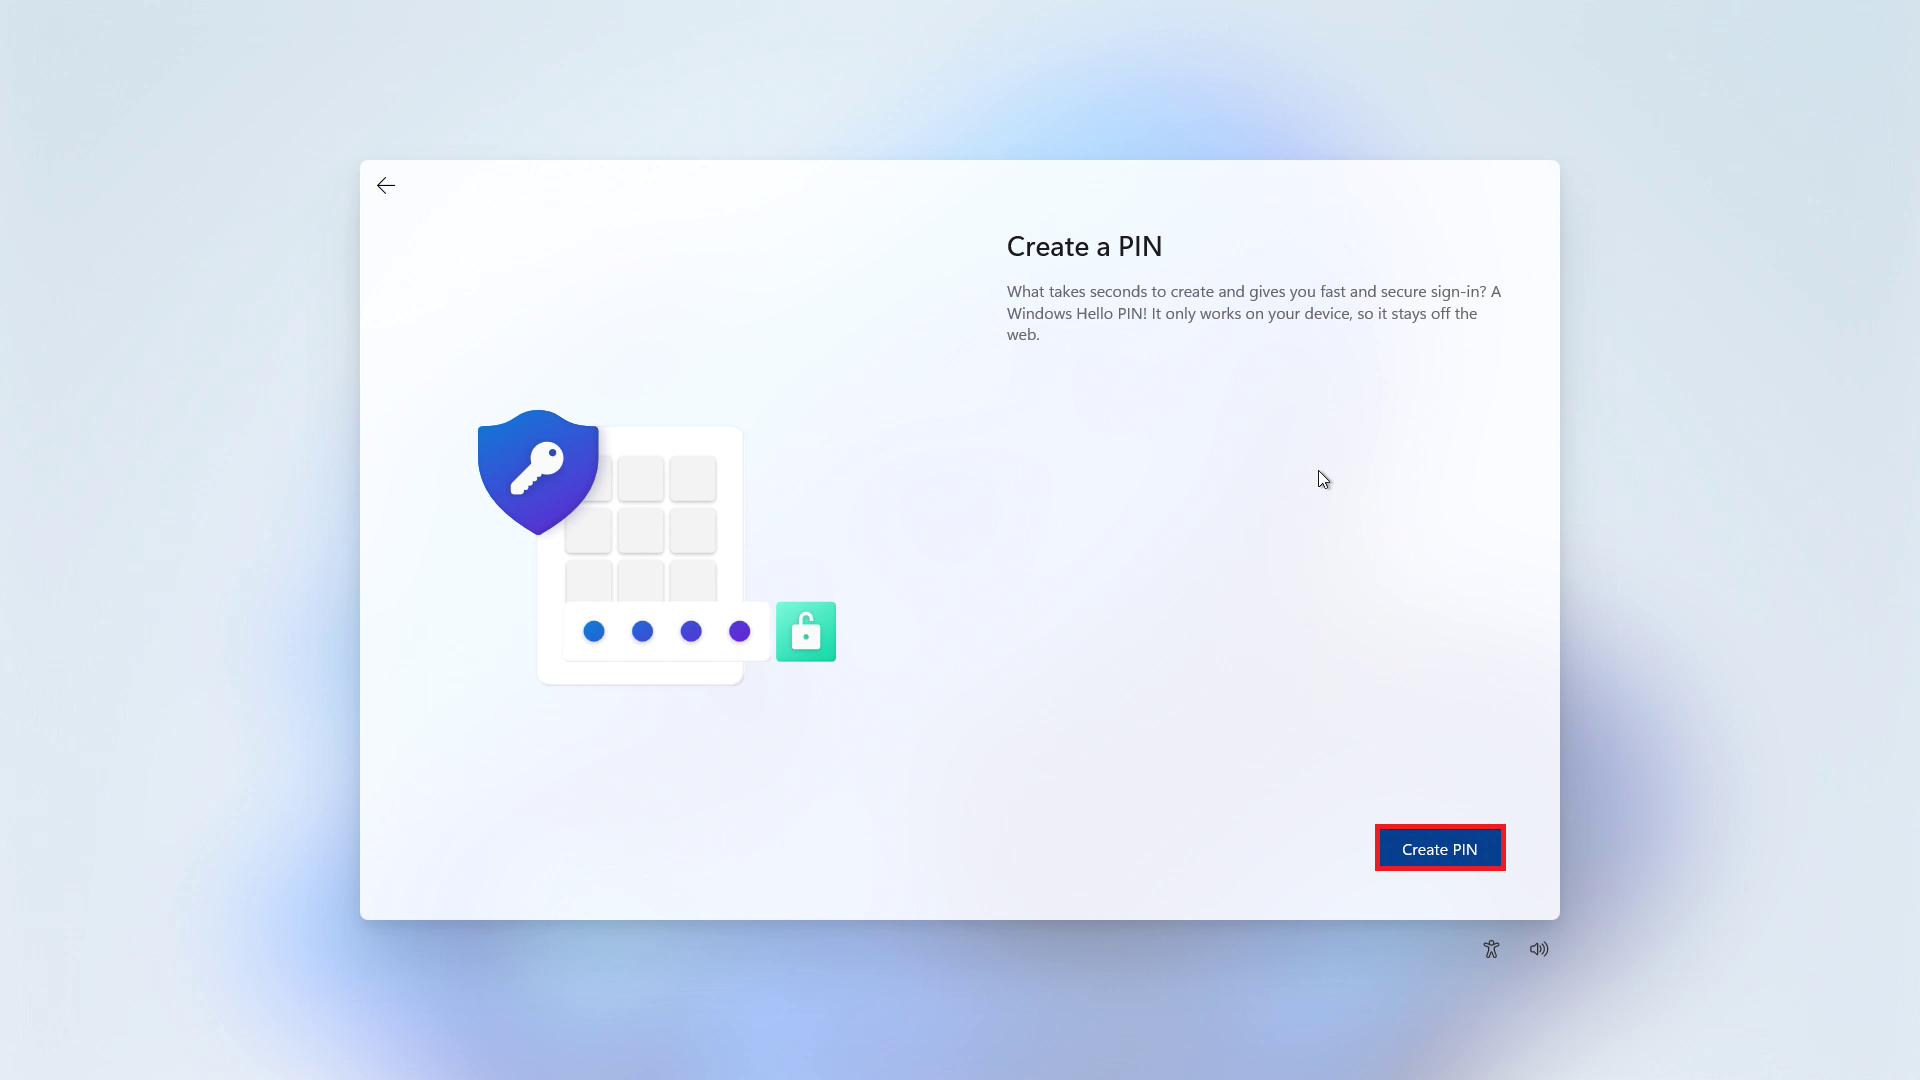 Create a PIN
What takes seconds to create and gives you fast and secure sign-in? A
Windows Hello PIN! It only works on your device, so it stays off the
web.
Create PIN